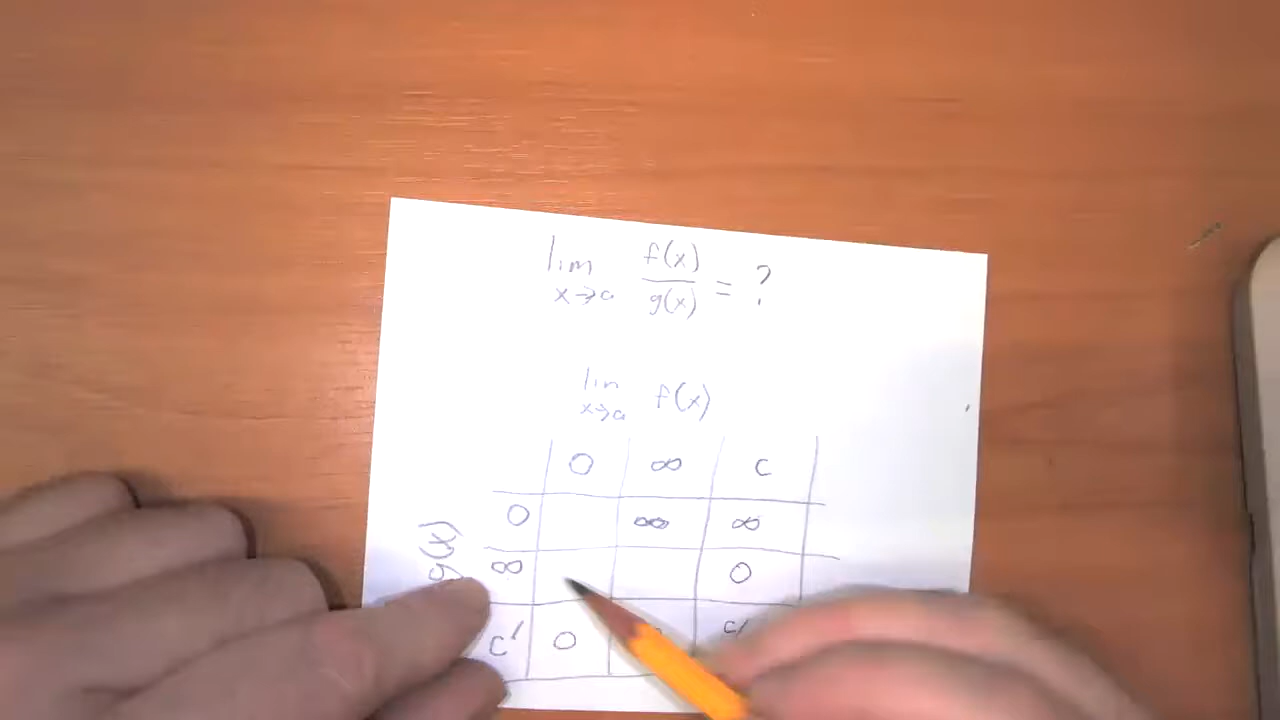 lim x→a f(x)/g(x) = ?
lim x→a f(x)
0 ∞ c
0 ∞ ∞
∞ 0
c' 0
g(x)